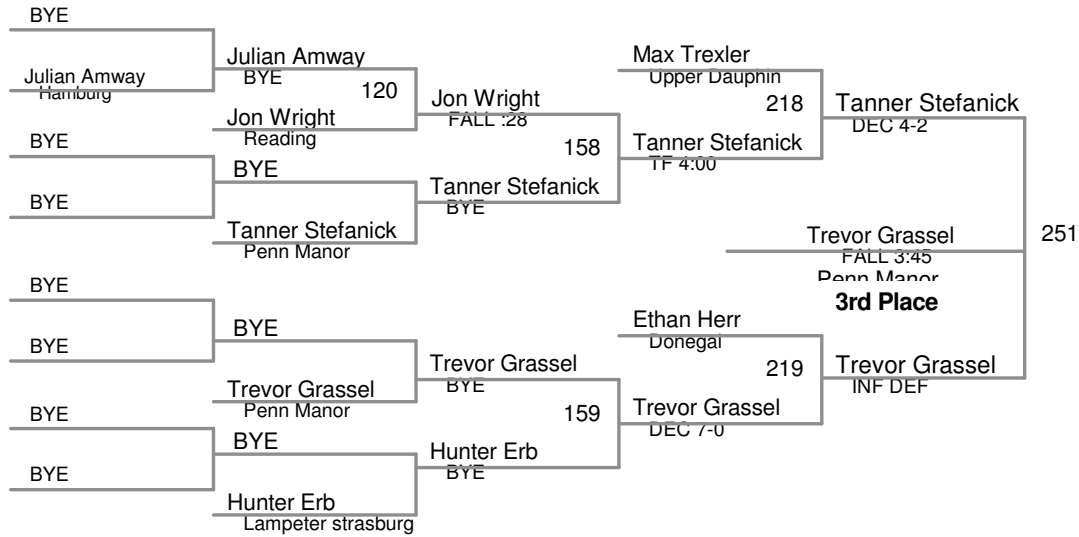 BYE
Julian Amway
Hamburg
BYE
BYE
BYE
BYE
BYE
BYE
Julian Amway
BYE
120
Jon Wright
Reading
BYE
Tanner Stefanick
Penn Manor
BYE
Trevor Grassel
Penn Manor
BYE
Hunter Erb
Lampeter strasburg
Jon Wright
FALL :28
158
Tanner Stefanick
BYE
Trevor Grassel
BYE
159
Hunter Erb
BYE
Max Trexler
Upper Dauphin
218
Tanner Stefanick
TF 4:00
Ethan Herr
Donegal
219
Trevor Grassel
DEC 7-0
Tanner Stefanick
DEC 4-2
Trevor Grassel
INF DEF
251
Trevor Grassel
FALL 3:45
Penn Manor
3rd Place